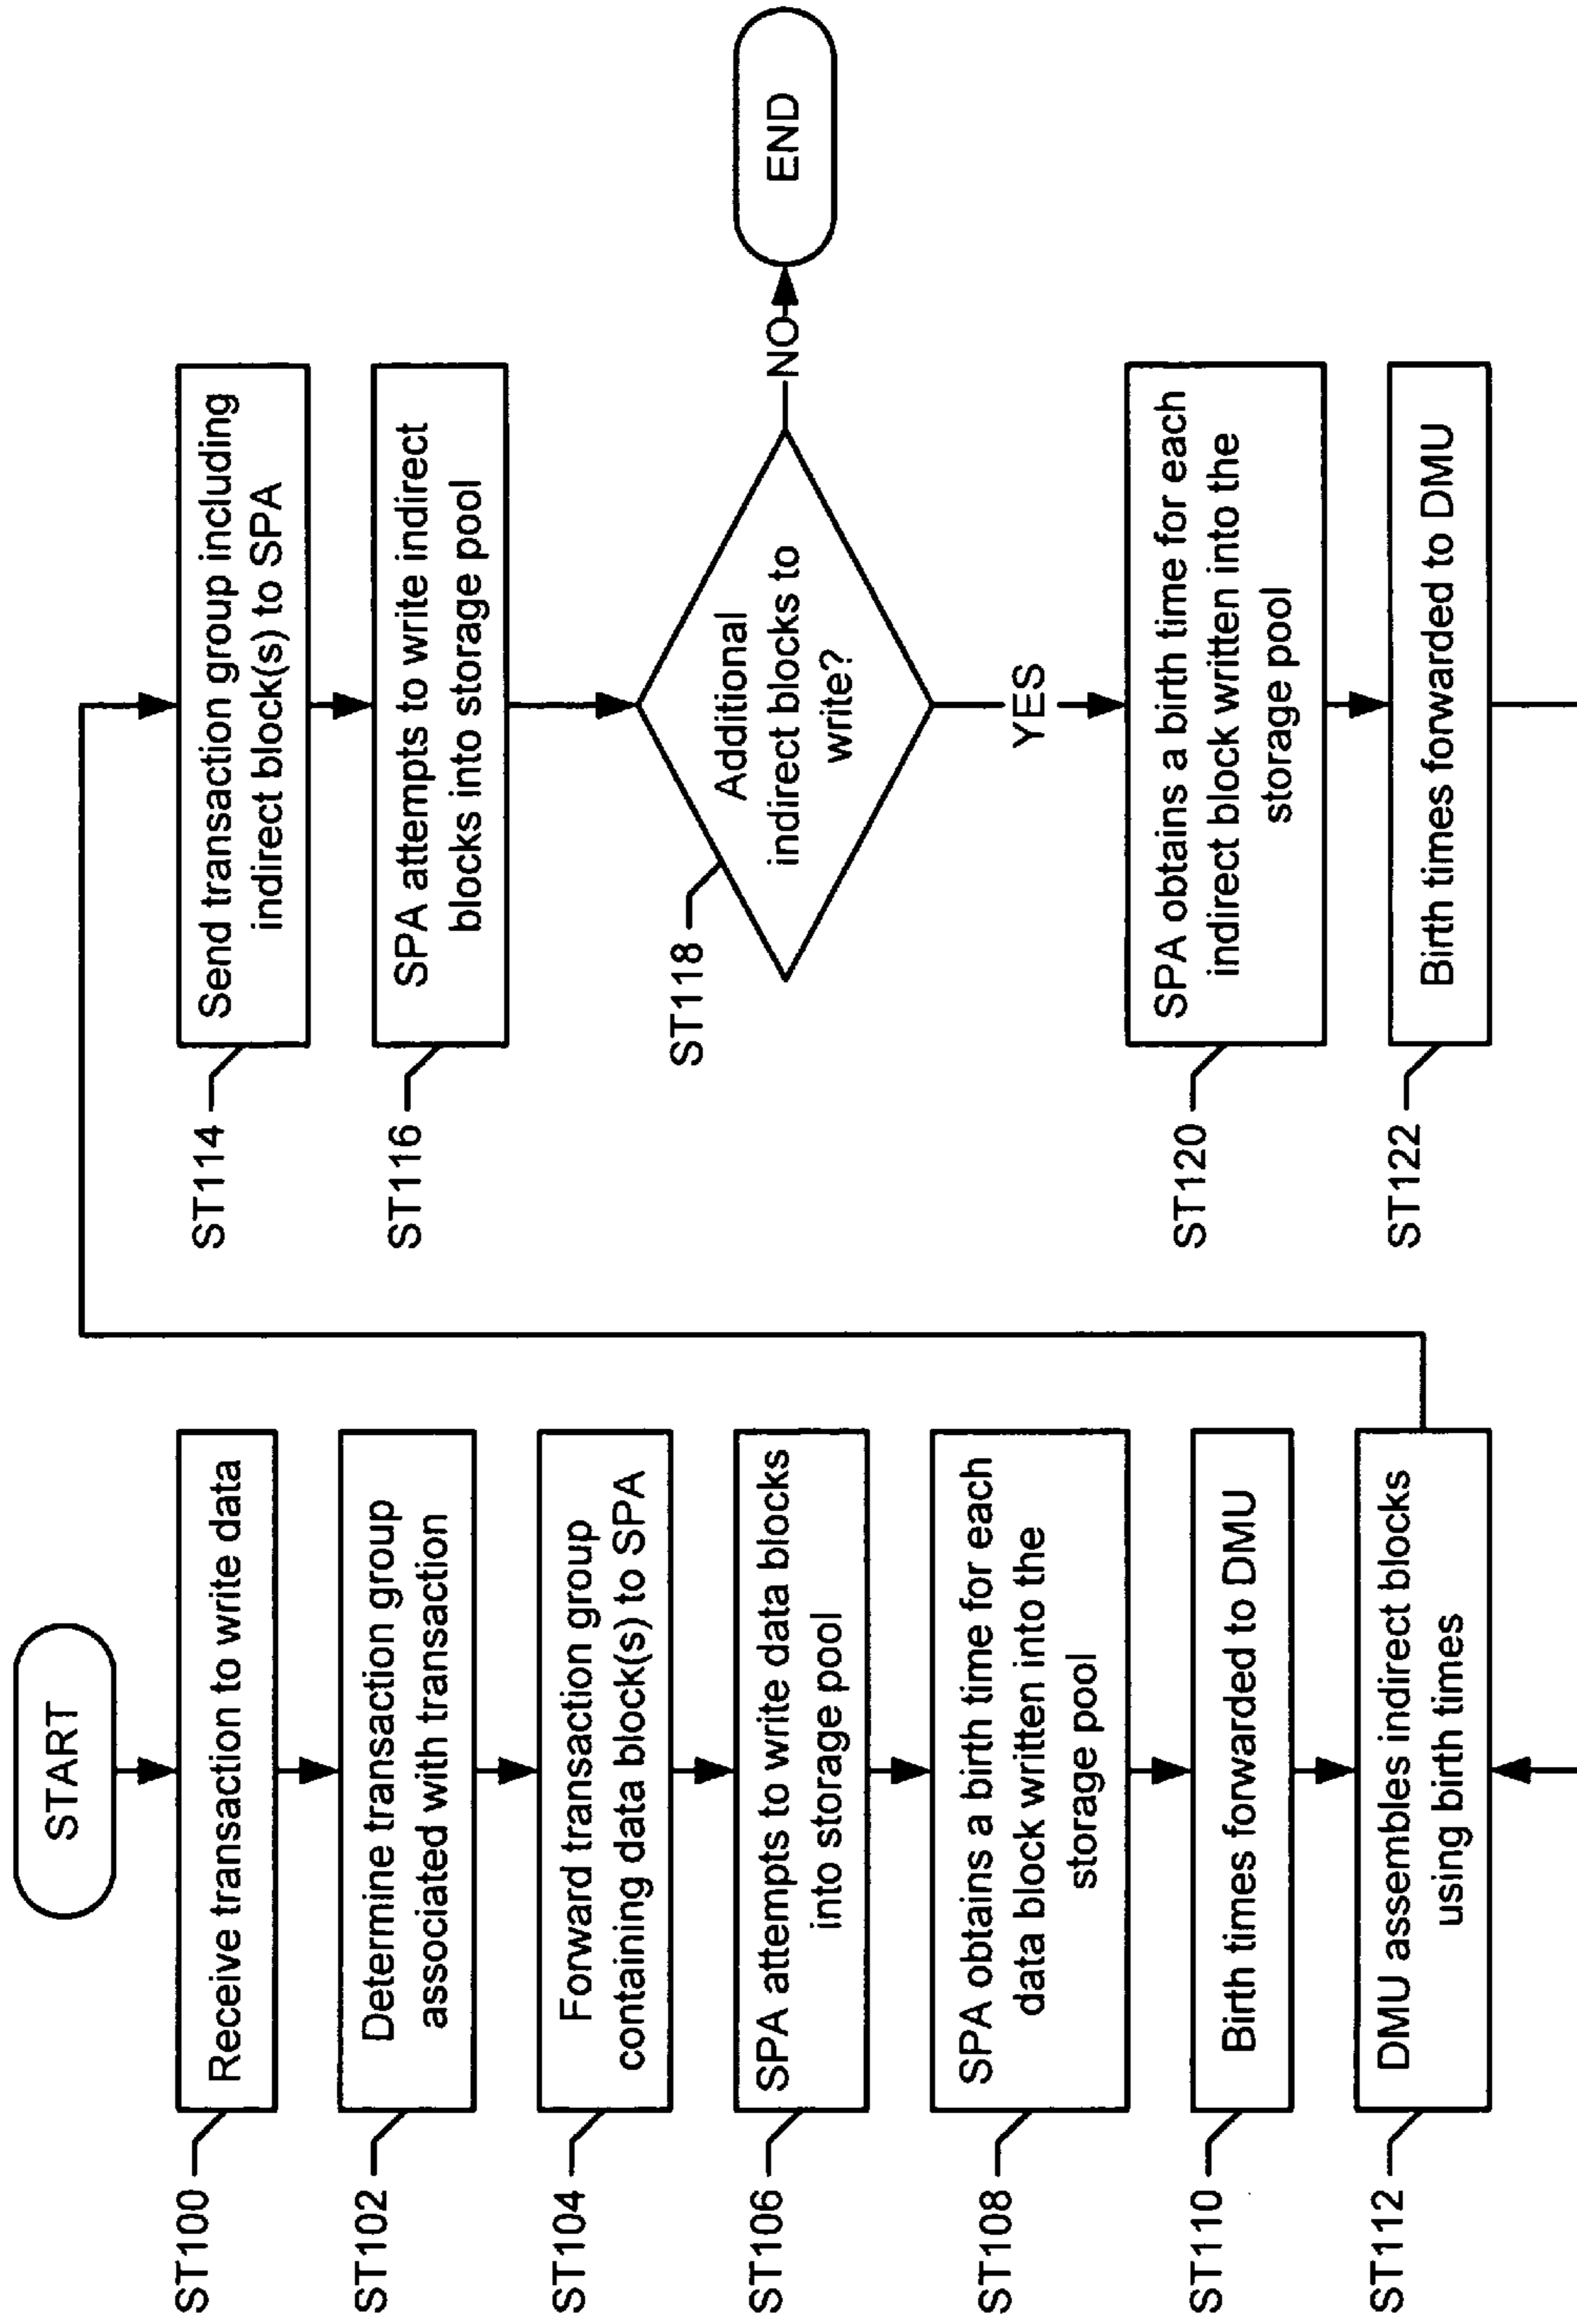 START
ST100
Receive transaction to write data
ST102
Determine transaction group
associated with transaction
ST104
Forward transaction group
containing data block(s) to SPA
ST106
SPA attempts to write data blocks
into storage pool
ST108
SPA obtains a birth time for each
data block written into the
storage pool
ST110
Birth times forwarded to DMU
ST112
DMU assembles indirect blocks
using birth times
ST114
Send transaction group including
indirect block(s) to SPA
ST116
SPA attempts to write indirect
blocks into storage pool
ST118
Additional
indirect blocks to
write?
NO
END
YES
ST120
SPA obtains a birth time for each
indirect block written into the
storage pool
ST122
Birth times forwarded to DMU